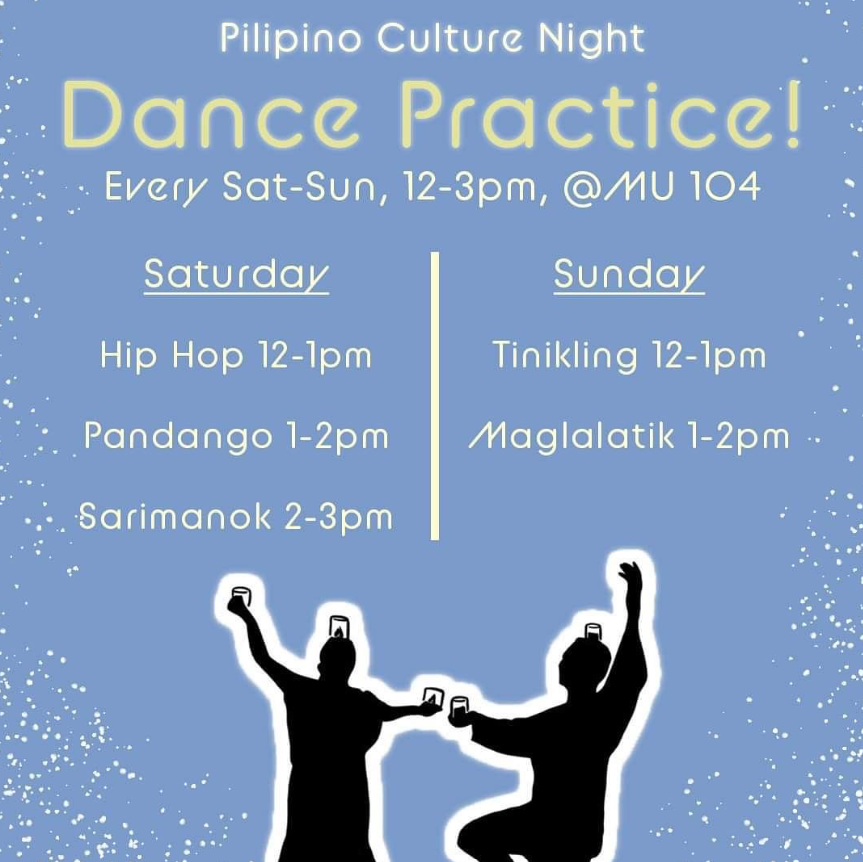 Pilipino Culture Night
Dance Practice!
Every Sat-Sun, 12-3pm, @MU 104
Saturday
Hip Hop 12-1pm
Pandango 1-2pm
Sarimanok 2-3pm
Sunday
Tinikling 12-1pm
Maglalatik 1-2pm